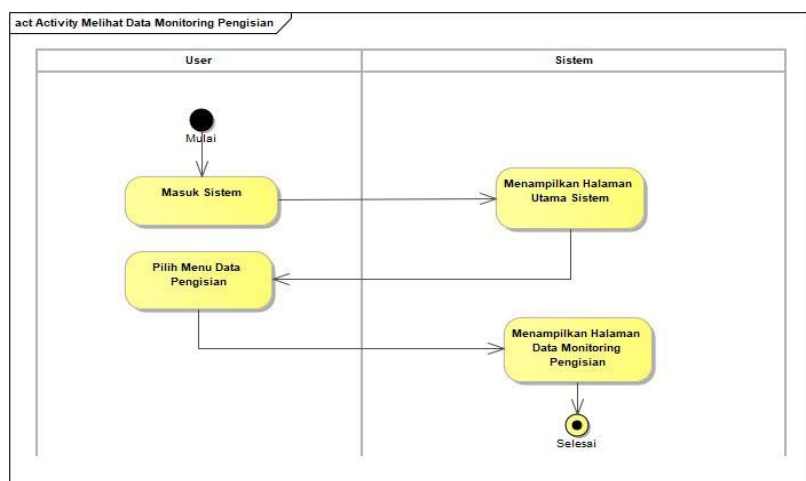 act Activity Melihat Data Monitoring Pengisian
User
Sistem
Mulai
Masuk Sistem
Menampilkan Halaman
Utama Sistem
Pilih Menu Data
Pengisian
Menampilkan Halaman
Data Monitoring
Pengisian
Selesai